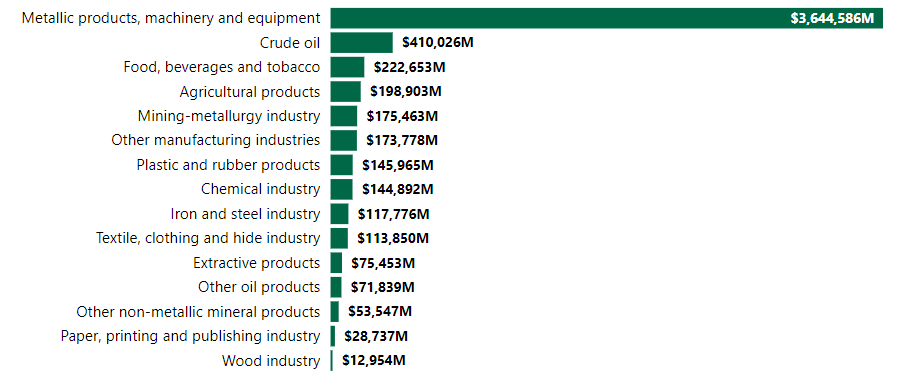 Metallic products, machinery and equipment $3,644,586M
Crude oil $410,026M
Food, beverages and tobacco $222,653M
Agricultural products $198,903M
Mining-metallurgy industry $175,463M
Other manufacturing industries $173,778M
Plastic and rubber products $145,965M
Chemical industry $144,892M
Iron and steel industry $117,776M
Textile, clothing and hide industry $113,850M
Extractive products $75,453M
Other oil products $71,839M
Other non-metallic mineral products $53,547M
Paper, printing and publishing industry $28,737M
Wood industry $12,954M